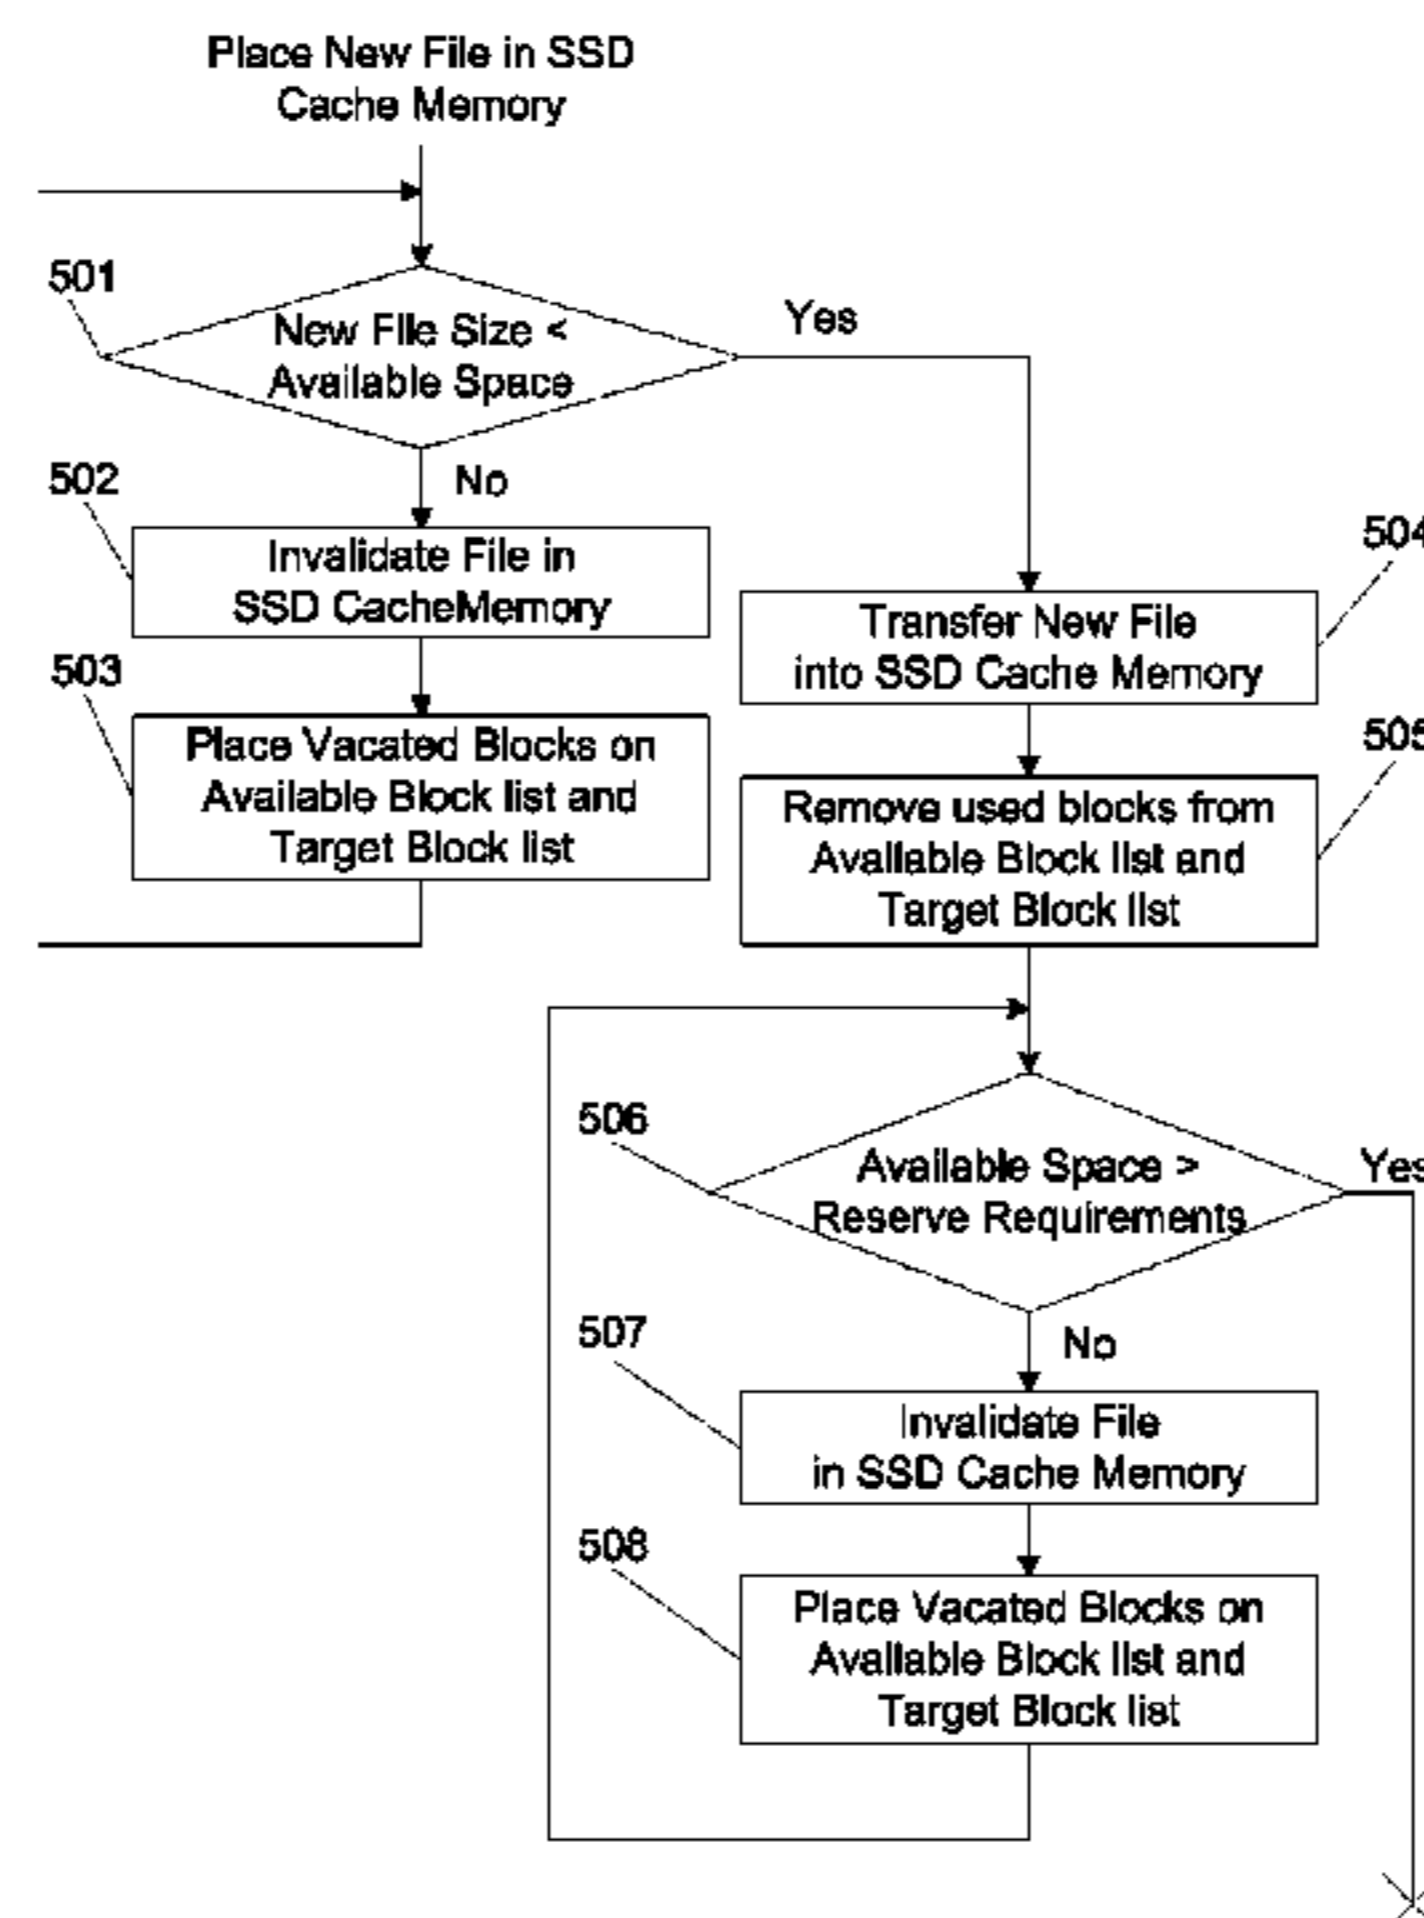 Place New File in SSD
Cache Memory
501
New File Size <
Available Space
Yes
No
502
Invalidate File in
SSD CacheMemory
503
Place Vacated Blocks on
Available Block list and
Target Block list
504
Transfer New File
into SSD Cache Memory
505
Remove used blocks from
Available Block list and
Target Block list
506
Available Space >
Reserve Requirements
Yes
No
507
Invalidate File
in SSD Cache Memory
508
Place Vacated Blocks on
Available Block list and
Target Block list